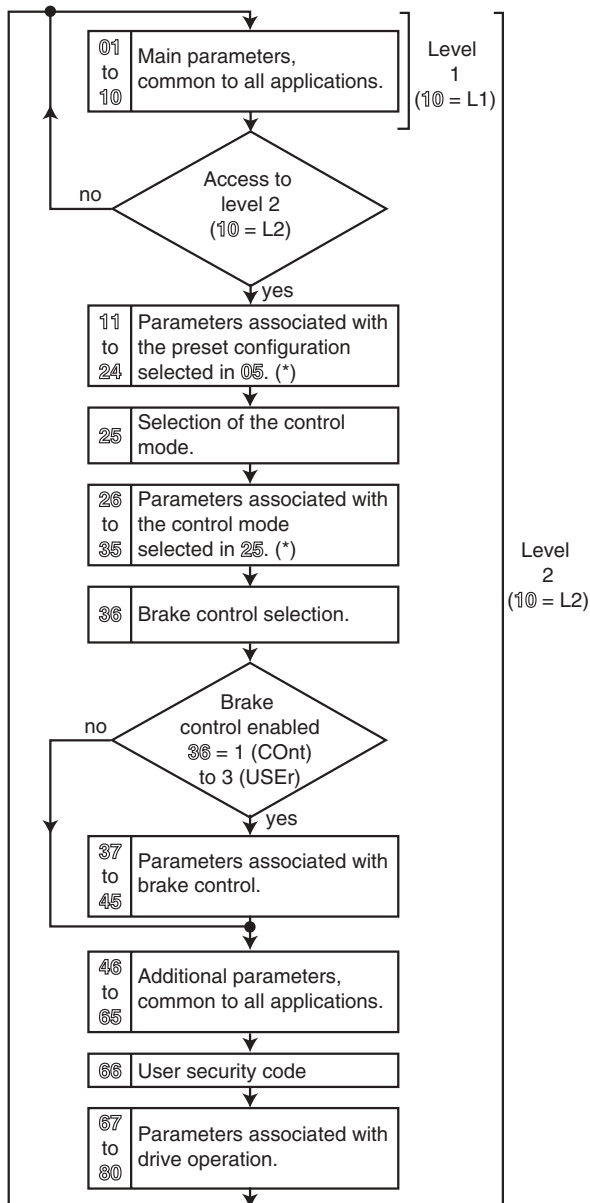 01
to
10
Main parameters,
common to all applications.
Level
1
(10 = L1)
no
Access to
level 2
(10 = L2)
yes
11
to
24
Parameters associated with
the preset configuration
selected in 05. (*)
25
Selection of the control
mode.
26
to
35
Parameters associated with
the control mode
selected in 25. (*)
Level
2
(10 = L2)
36
Brake control selection.
no
Brake
control enabled
36 = 1 (COnt)
to 3 (USEr)
yes
37
to
45
Parameters associated with
brake control.
46
to
65
Additional parameters,
common to all applications.
66
User security code
67
to
80
Parameters associated with
drive operation.